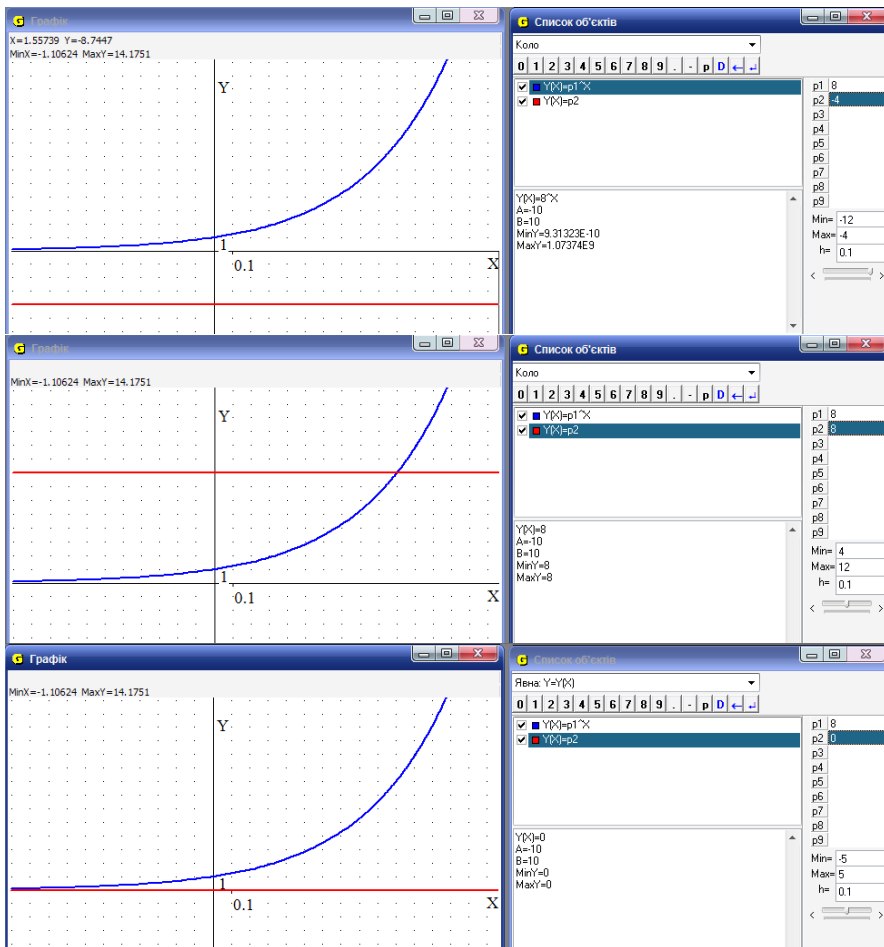 Графік
X=1.55739 Y=-8.7447
MinX=-1.10624 MaxY=14.1751
Y
1
0.1
X
Список об'єктів
Коло
0 1 2 3 4 5 6 7 8 9 . - p D ← ↵
Y(X)=p1^X
Y(X)=p2
Y(X)=8^X
A=-10
B=10
MinY=9.31323E-10
MaxY=1.07374E9
p1 8
p2 -4
p3
p4
p5
p6
p7
p8
p9
Min= -12
Max= -4
h= 0.1
Графік
MinX=-1.10624 MaxY=14.1751
Y
1
0.1
X
Список об'єктів
Коло
0 1 2 3 4 5 6 7 8 9 . - p D ← ↵
Y(X)=p1^X
Y(X)=p2
Y(X)=8
A=-10
B=10
MinY=8
MaxY=8
p1 8
p2 8
p3
p4
p5
p6
p7
p8
p9
Min= 4
Max= 12
h= 0.1
Графік
MinX=-1.10624 MaxY=14.1751
Y
1
0.1
X
Список об'єктів
Явна: Y=Y(X)
0 1 2 3 4 5 6 7 8 9 . - p D ← ↵
Y(X)=p1^X
Y(X)=p2
Y(X)=0
A=-10
B=10
MinY=0
MaxY=0
p1 8
p2 0
p3
p4
p5
p6
p7
p8
p9
Min= -5
Max= 5
h= 0.1